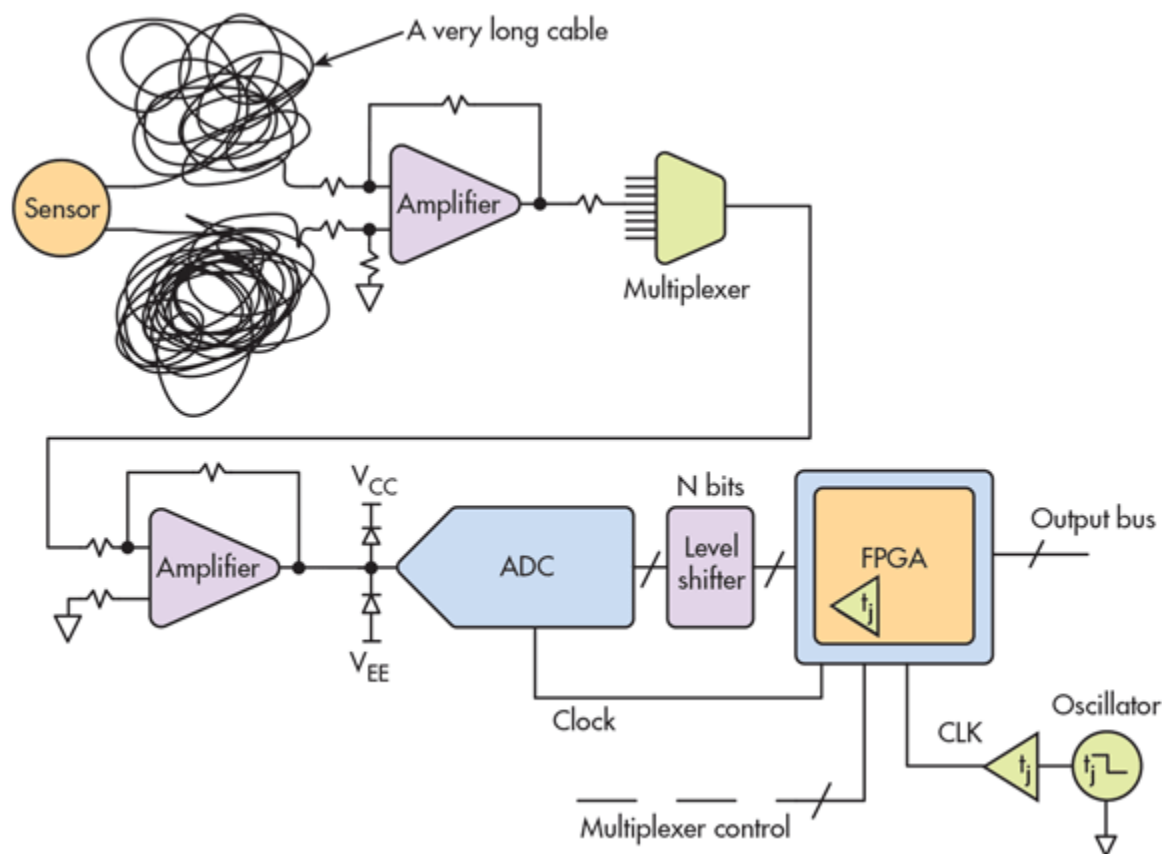 A very long cable
Sensor
Amplifier
Multiplexer
VCC
N bits
Output bus
Amplifier
ADC
Level
shifter
FPGA
tj
VEE
Clock
Oscillator
CLK
tj
tj
Multiplexer control